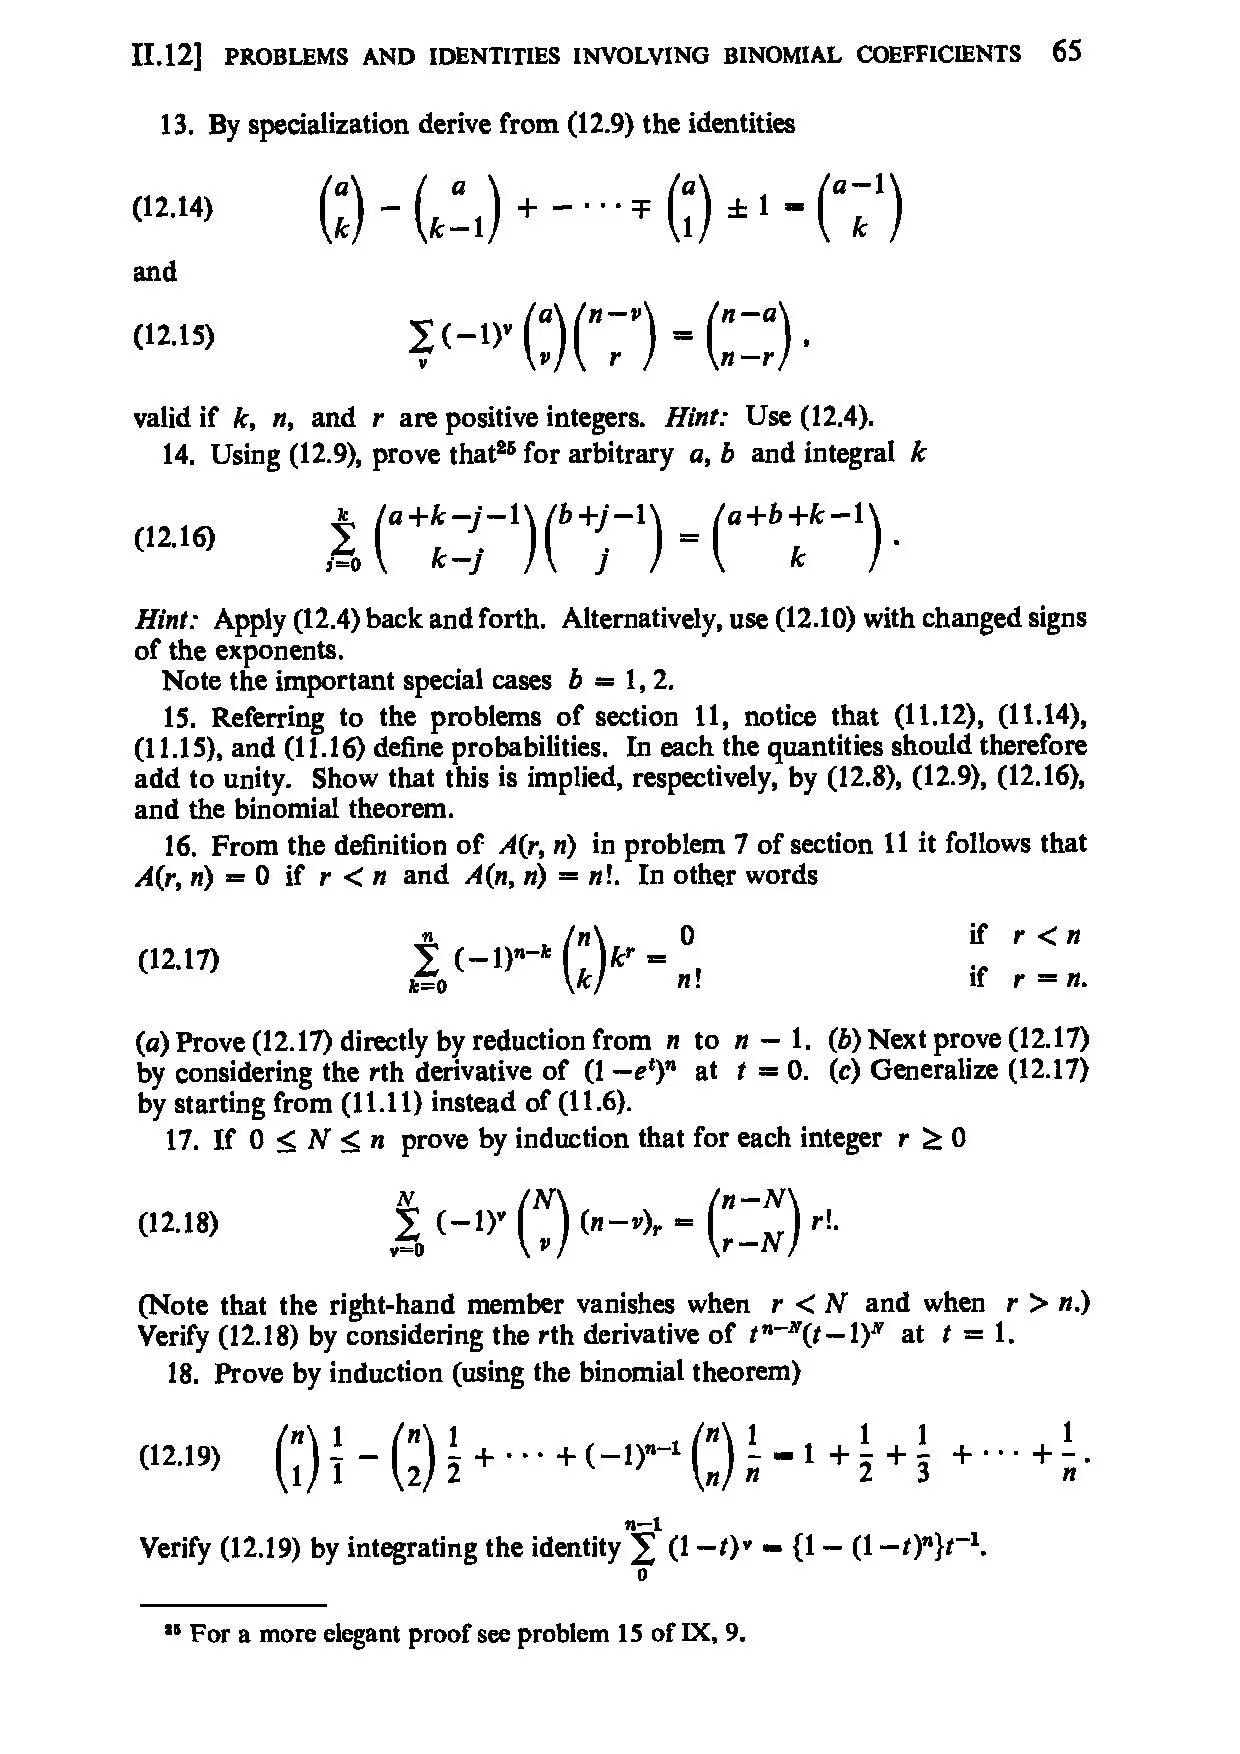 II.12] PROBLEMS AND IDENTITIES INVOLVING BINOMIAL COEFFICIENTS 65
13. By specialization derive from (12.9) the identities
(12.14) $\binom{a}{k} - \binom{a}{k-1} + - \cdots \mp \binom{a}{1} \pm 1 = \binom{a-1}{k}$
and
(12.15) $\sum_{\nu} (-1)^{\nu} \binom{a}{\nu} \binom{n-\nu}{r} = \binom{n-a}{n-r},$
valid if k, n, and r are positive integers. Hint: Use (12.4).
14. Using (12.9), prove that²⁵ for arbitrary a, b and integral k
(12.16) $\sum_{j=0}^{k} \binom{a+k-j-1}{k-j} \binom{b+j-1}{j} = \binom{a+b+k-1}{k}.$
Hint: Apply (12.4) back and forth. Alternatively, use (12.10) with changed signs
of the exponents.
Note the important special cases b = 1, 2.
15. Referring to the problems of section 11, notice that (11.12), (11.14),
(11.15), and (11.16) define probabilities. In each the quantities should therefore
add to unity. Show that this is implied, respectively, by (12.8), (12.9), (12.16),
and the binomial theorem.
16. From the definition of A(r, n) in problem 7 of section 11 it follows that
A(r, n) = 0 if r < n and A(n, n) = n!. In other words
(12.17) $\sum_{k=0}^{n} (-1)^{n-k} \binom{n}{k} k^r = \begin{matrix} 0 & \text{if } r < n \\ n! & \text{if } r = n. \end{matrix}$
(a) Prove (12.17) directly by reduction from n to n − 1. (b) Next prove (12.17)
by considering the rth derivative of $(1-e^t)^n$ at t = 0. (c) Generalize (12.17)
by starting from (11.11) instead of (11.6).
17. If 0 ≤ N ≤ n prove by induction that for each integer r ≥ 0
(12.18) $\sum_{\nu=0}^{N} (-1)^{\nu} \binom{N}{\nu} (n-\nu)_r = \binom{n-N}{r-N} r!.$
(Note that the right-hand member vanishes when r < N and when r > n.)
Verify (12.18) by considering the rth derivative of $t^{n-N}(t-1)^N$ at t = 1.
18. Prove by induction (using the binomial theorem)
(12.19) $\binom{n}{1} \frac{1}{1} - \binom{n}{2} \frac{1}{2} + \cdots + (-1)^{n-1} \binom{n}{n} \frac{1}{n} = 1 + \frac{1}{2} + \frac{1}{3} + \cdots + \frac{1}{n}.$
Verify (12.19) by integrating the identity $\sum_{0}^{n-1} (1-t)^{\nu} = \{1 - (1-t)^n\}t^{-1}.$
²⁵ For a more elegant proof see problem 15 of IX, 9.